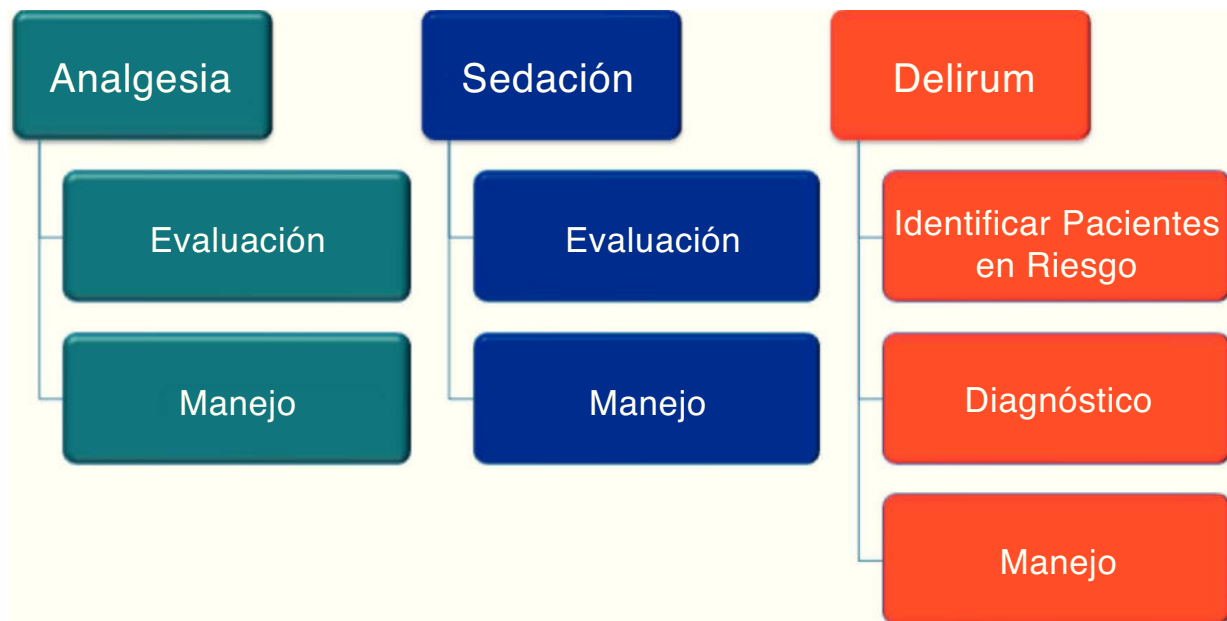 Analgesia
Evaluación
Manejo
Sedación
Evaluación
Manejo
Delirum
Identificar Pacientes
en Riesgo
Diagnóstico
Manejo